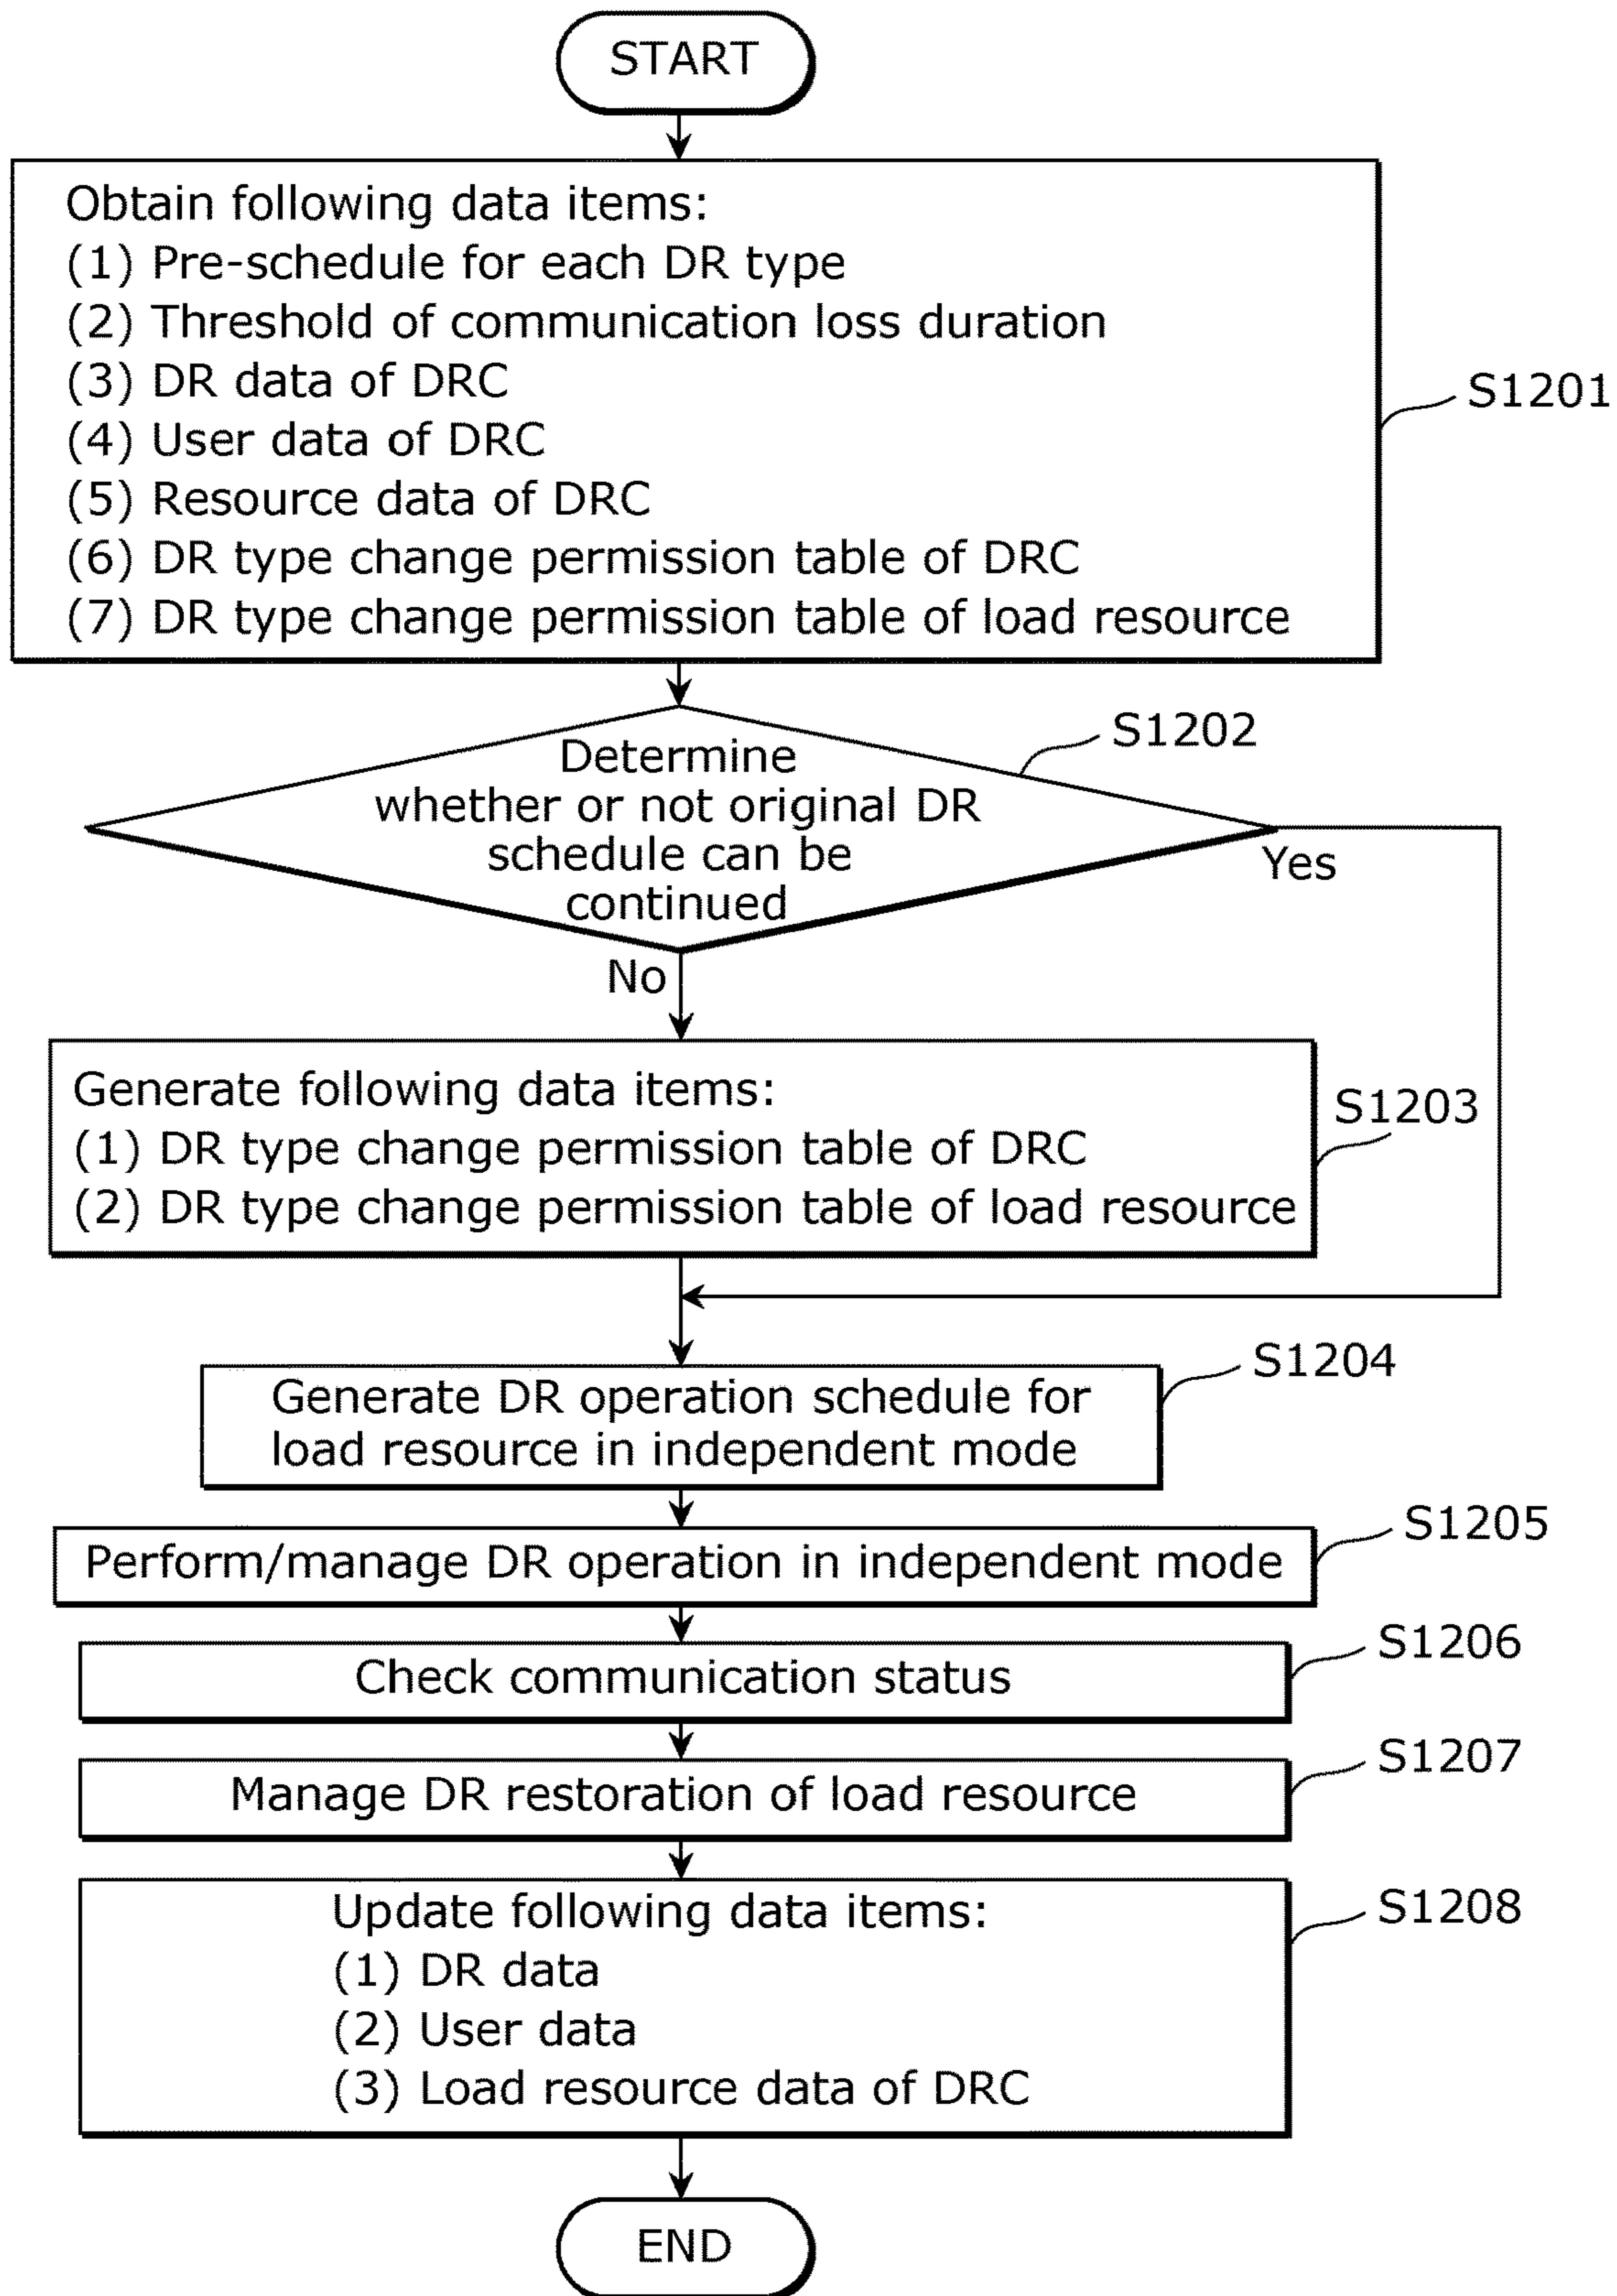 START
Obtain following data items:
(1) Pre-schedule for each DR type
(2) Threshold of communication loss duration
(3) DR data of DRC
(4) User data of DRC
(5) Resource data of DRC
(6) DR type change permission table of DRC
(7) DR type change permission table of load resource
S1201
S1202
Determine
whether or not original DR
schedule can be
continued
Yes
No
Generate following data items:
(1) DR type change permission table of DRC
(2) DR type change permission table of load resource
S1203
S1204
Generate DR operation schedule for
load resource in independent mode
S1205
Perform/manage DR operation in independent mode
S1206
Check communication status
S1207
Manage DR restoration of load resource
S1208
Update following data items:
(1) DR data
(2) User data
(3) Load resource data of DRC
END